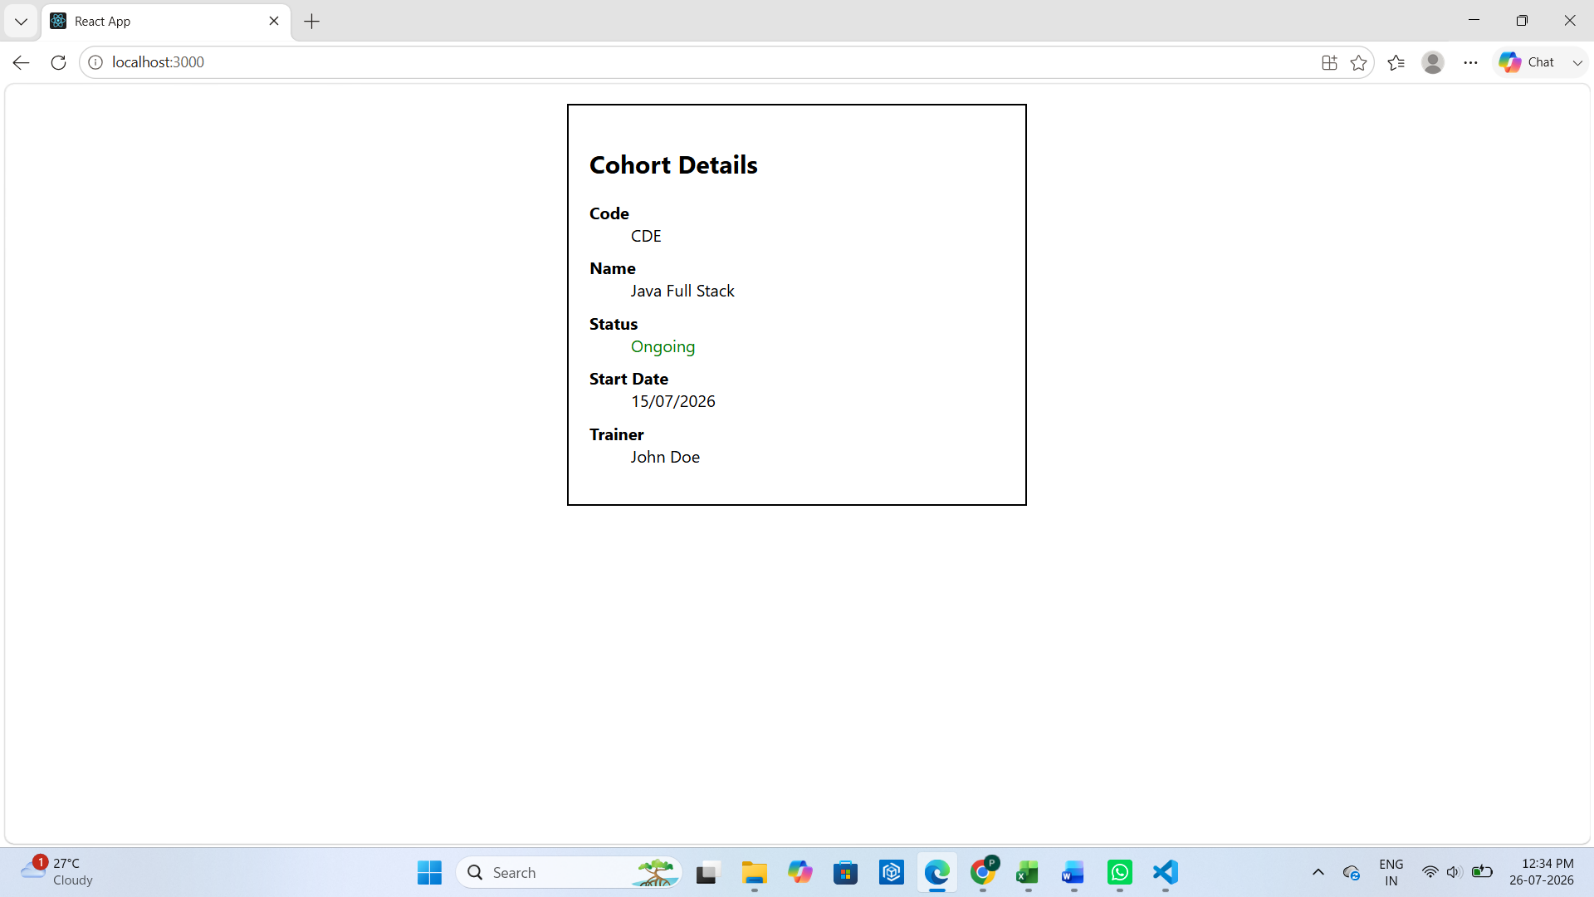 React App
localhost:3000
Chat
Cohort Details
Code
CDE
Name
Java Full Stack
Status
Ongoing
Start Date
15/07/2026
Trainer
John Doe
1
27°C
Cloudy
Search
P
ENG
IN
12:34 PM
26-07-2026